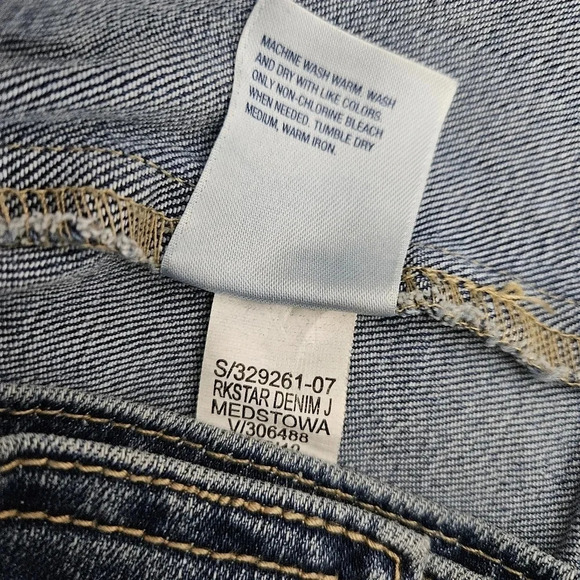 MACHINE WASH WARM. WASH
AND DRY WITH LIKE COLORS.
ONLY NON-CHLORINE BLEACH
WHEN NEEDED. TUMBLE DRY
MEDIUM, WARM IRON.
S/329261-07
RKSTAR DENIM J
MEDSTOWA
V/306488